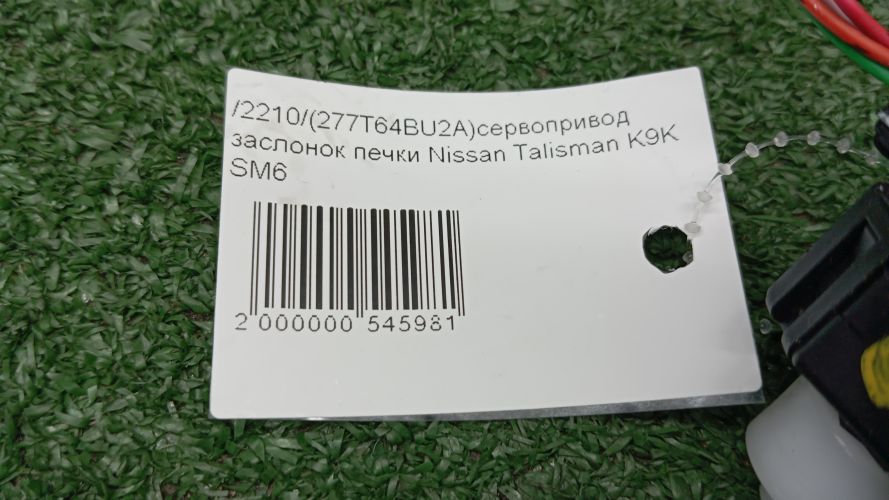 /2210/(277T64BU2A)сервопривод
заслонок печки Nissan Talisman K9K
SM6
2 000000 545981